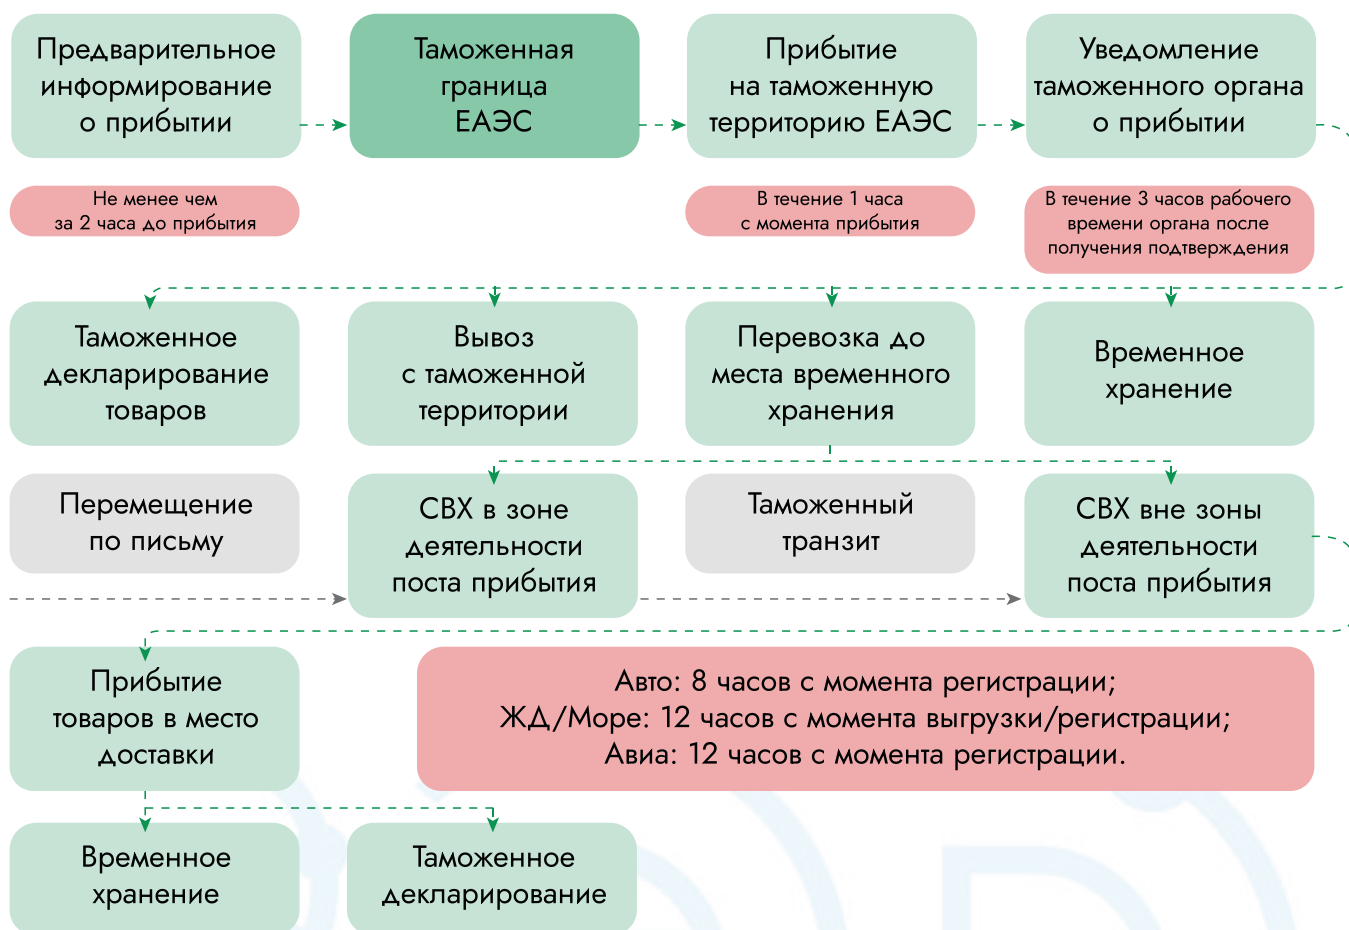 Предварительное
информирование
о прибытии
Таможенная
граница
ЕАЭС
Прибытие
на таможенную
территорию ЕАЭС
Уведомление
таможенного органа
о прибытии
Не менее чем
за 2 часа до прибытия
В течение 1 часа
с момента прибытия
В течение 3 часов рабочего
времени органа после
получения подтверждения
Таможенное
декларирование
товаров
Вывоз
с таможенной
территории
Перевозка до
места временного
хранения
Временное
хранение
Перемещение
по письму
СВХ в зоне
деятельности
поста прибытия
Таможенный
транзит
СВХ вне зоны
деятельности
поста прибытия
Прибытие
товаров в место
доставки
Авто: 8 часов с момента регистрации;
ЖД/Море: 12 часов с момента выгрузки/регистрации;
Авиа: 12 часов с момента регистрации.
Временное
хранение
Таможенное
декларирование